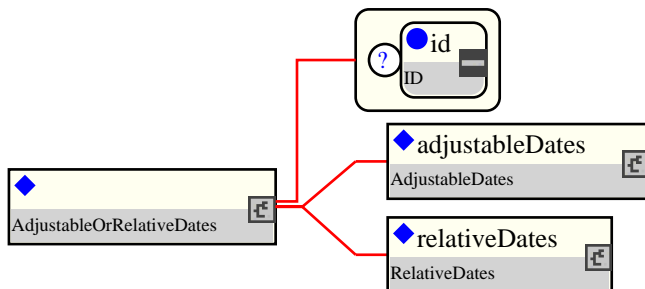 ?
id
ID
adjustableDates
AdjustableDates
AdjustableOrRelativeDates
relativeDates
RelativeDates